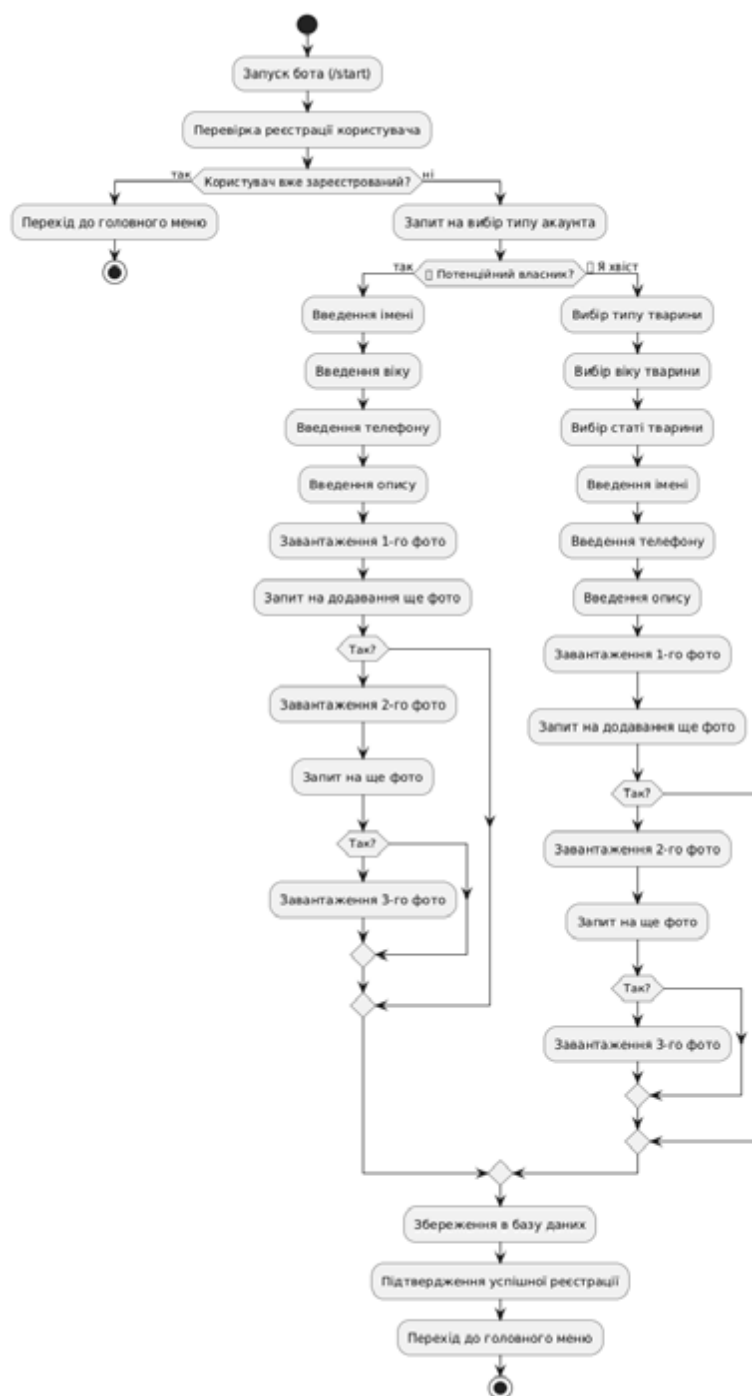 Запуск бота (/start)
Перевірка реєстрації користувача
так
Користувач вже зареєстрований?
ні
Перехід до головного меню
Запит на вибір типу акаунта
так
Потенційний власник?
Я хвіст
Введення імені
Введення віку
Введення телефону
Введення опису
Завантаження 1-го фото
Запит на додавання ще фото
Так?
Завантаження 2-го фото
Запит на ще фото
Так?
Завантаження 3-го фото
Вибір типу тварини
Вибір віку тварини
Вибір статі тварини
Введення імені
Введення телефону
Введення опису
Завантаження 1-го фото
Запит на додавання ще фото
Так?
Завантаження 2-го фото
Запит на ще фото
Так?
Завантаження 3-го фото
Збереження в базу даних
Підтвердження успішної реєстрації
Перехід до головного меню